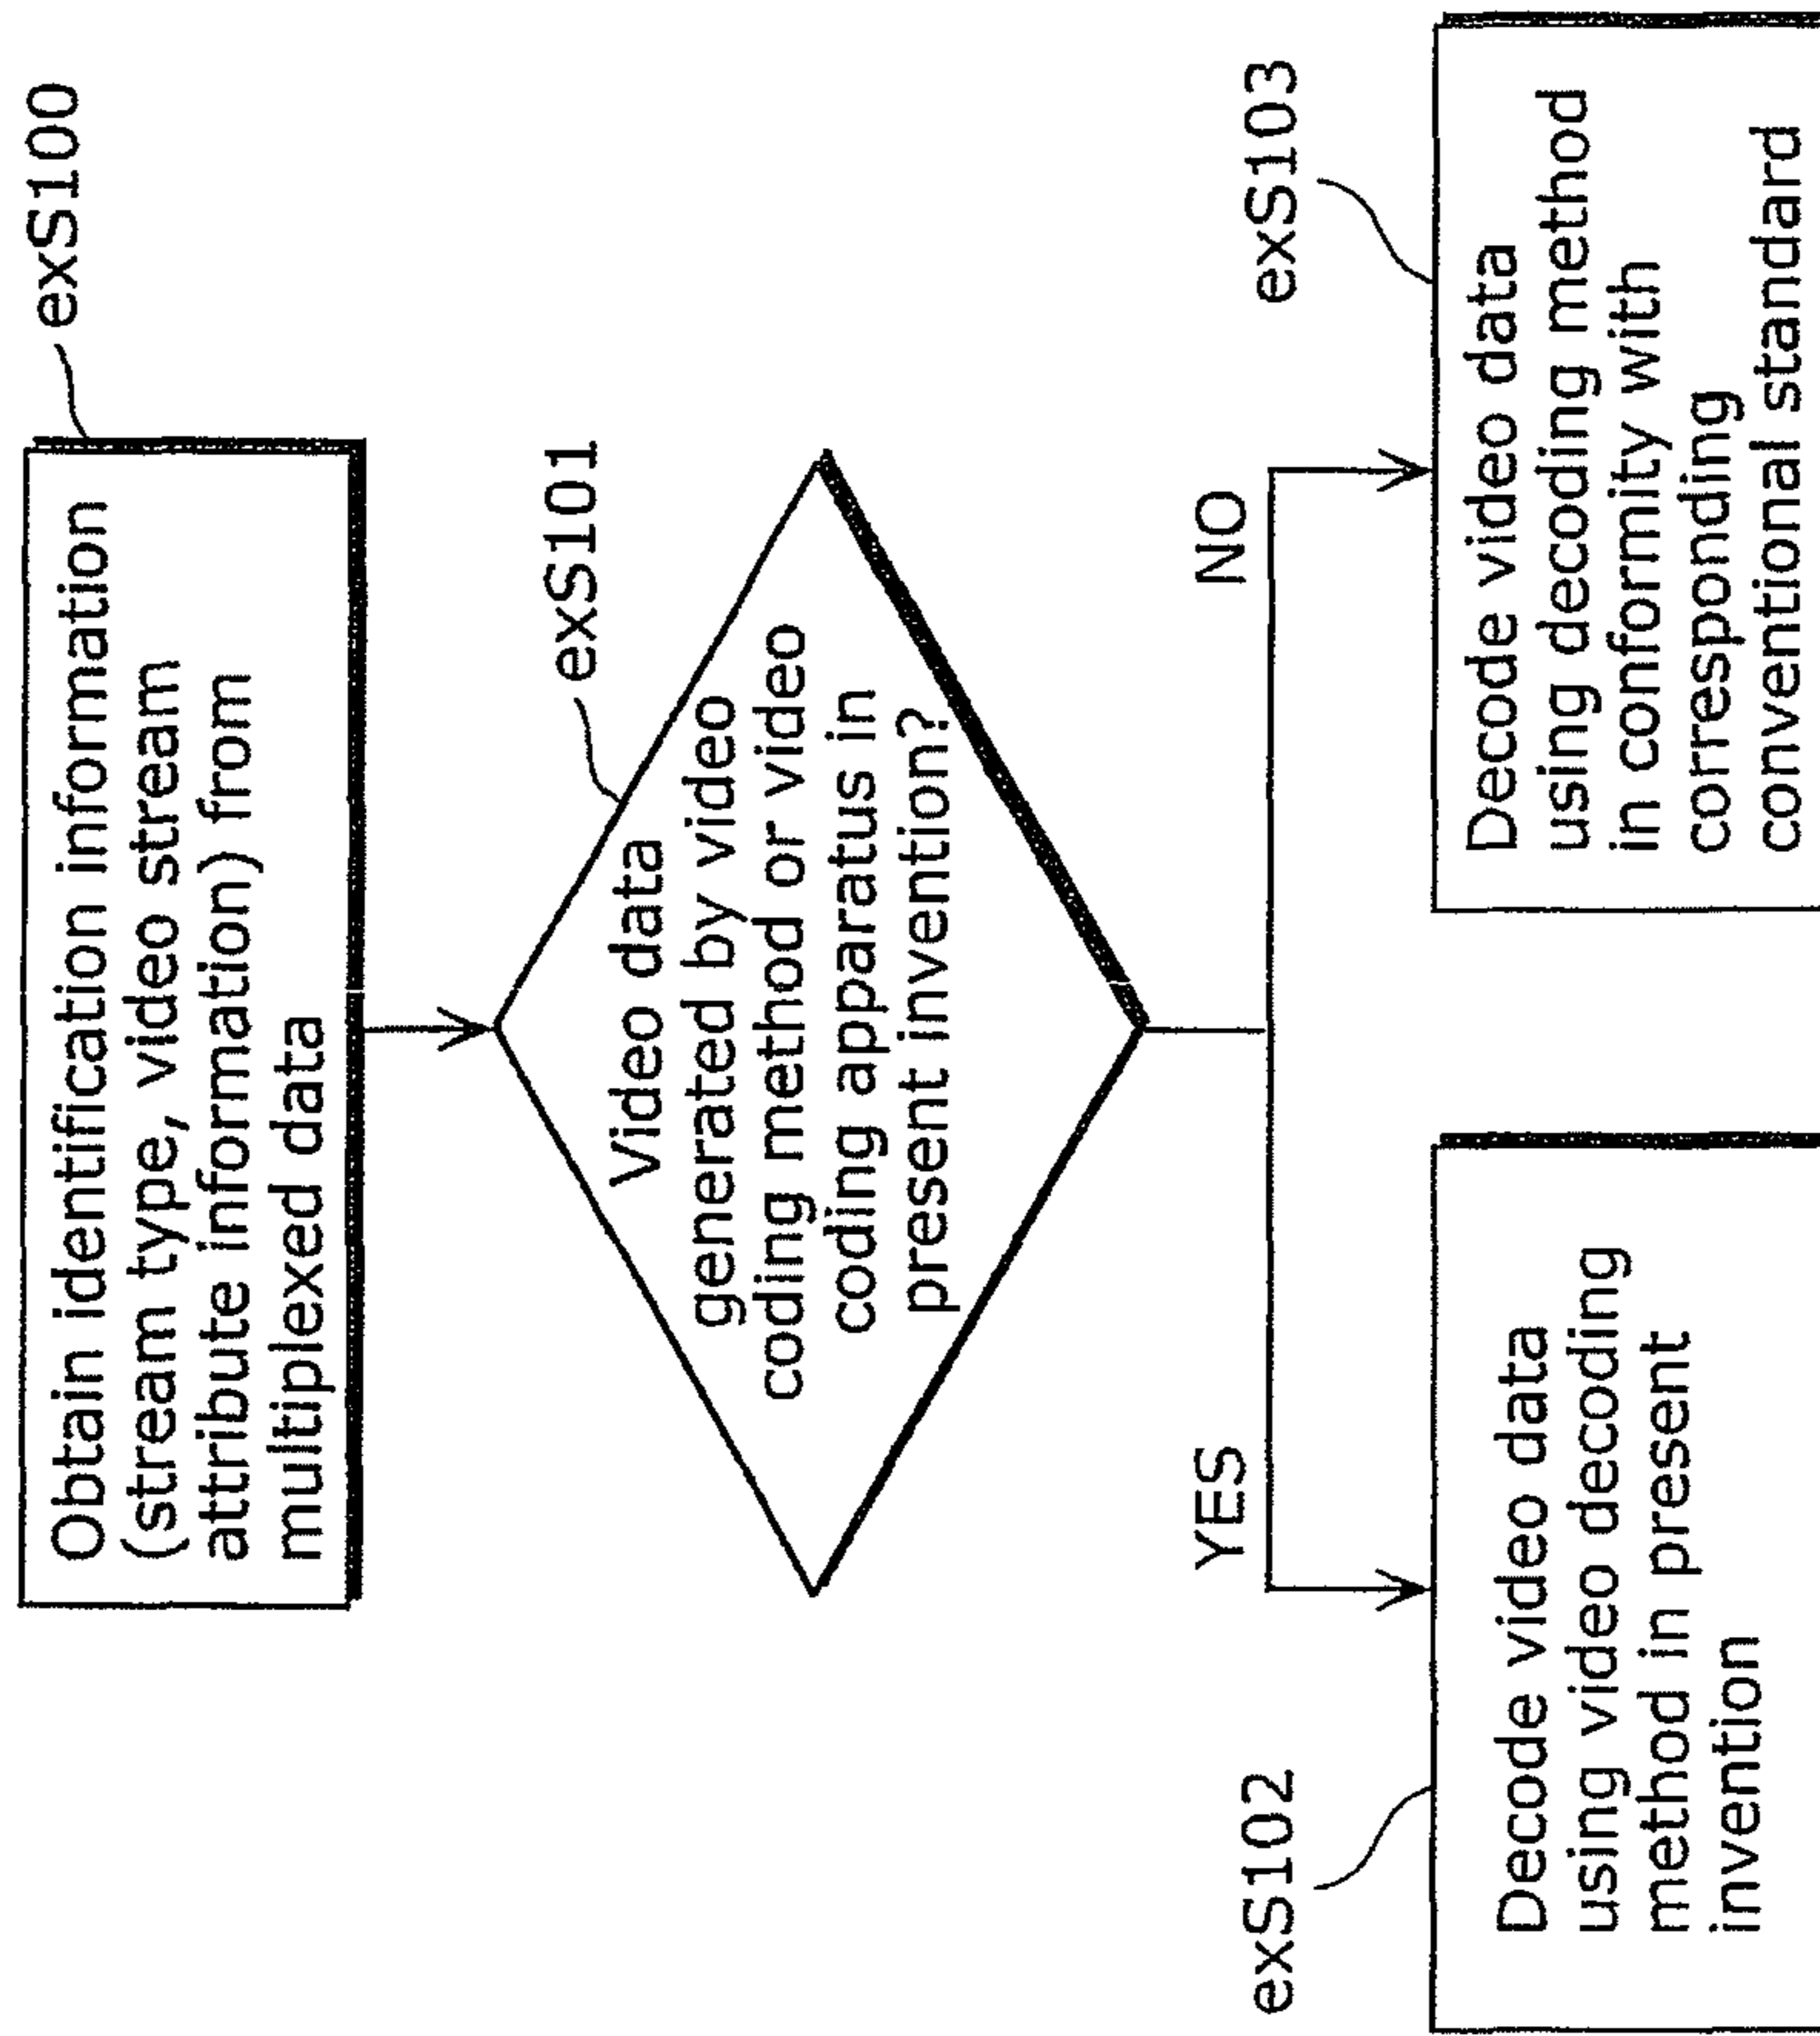 exS100
Obtain identification information
(stream type, video stream
attribute information) from
multiplexed data
exS101
Video data
generated by video
coding method or video
coding apparatus in
present invention?
YES
NO
exS102
Decode video data
using video decoding
method in present
invention
exS103
Decode video data
using decoding method
in conformity with
corresponding
conventional standard